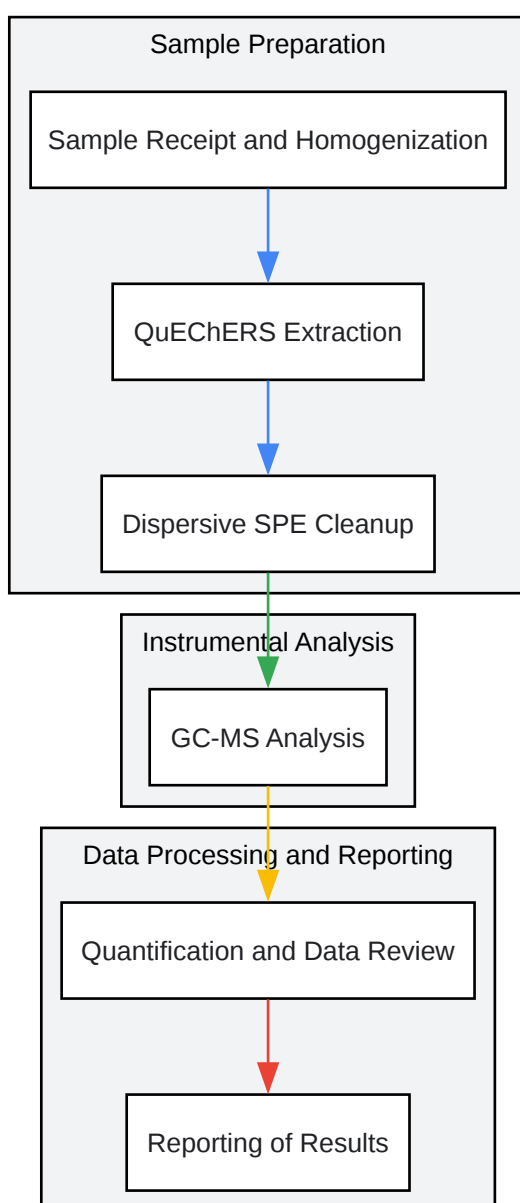 Sample Preparation
Sample Receipt and Homogenization
QuEChERS Extraction
Dispersive SPE Cleanup
Instrumental Analysis
GC-MS Analysis
Data Processing and Reporting
Quantification and Data Review
Reporting of Results